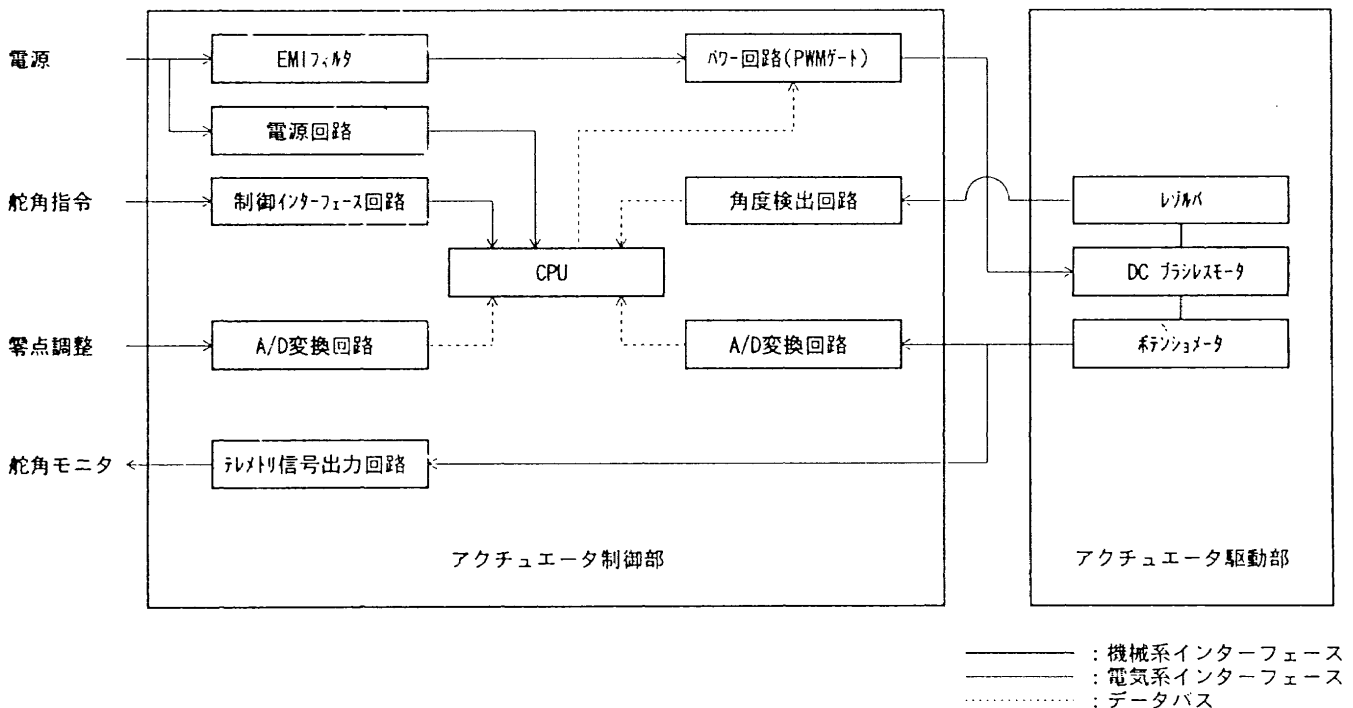 電源
EMIフィルタ
パワー回路(PWMゲート)
電源回路
舵角指令
制御インターフェース回路
角度検出回路
レゾルバ
CPU
DC ブラシレスモータ
零点調整
A/D変換回路
A/D変換回路
ポテンショメータ
舵角モニタ
テレメトリ信号出力回路
アクチュエータ制御部
アクチュエータ駆動部
:機械系インターフェース
:電気系インターフェース
:データバス